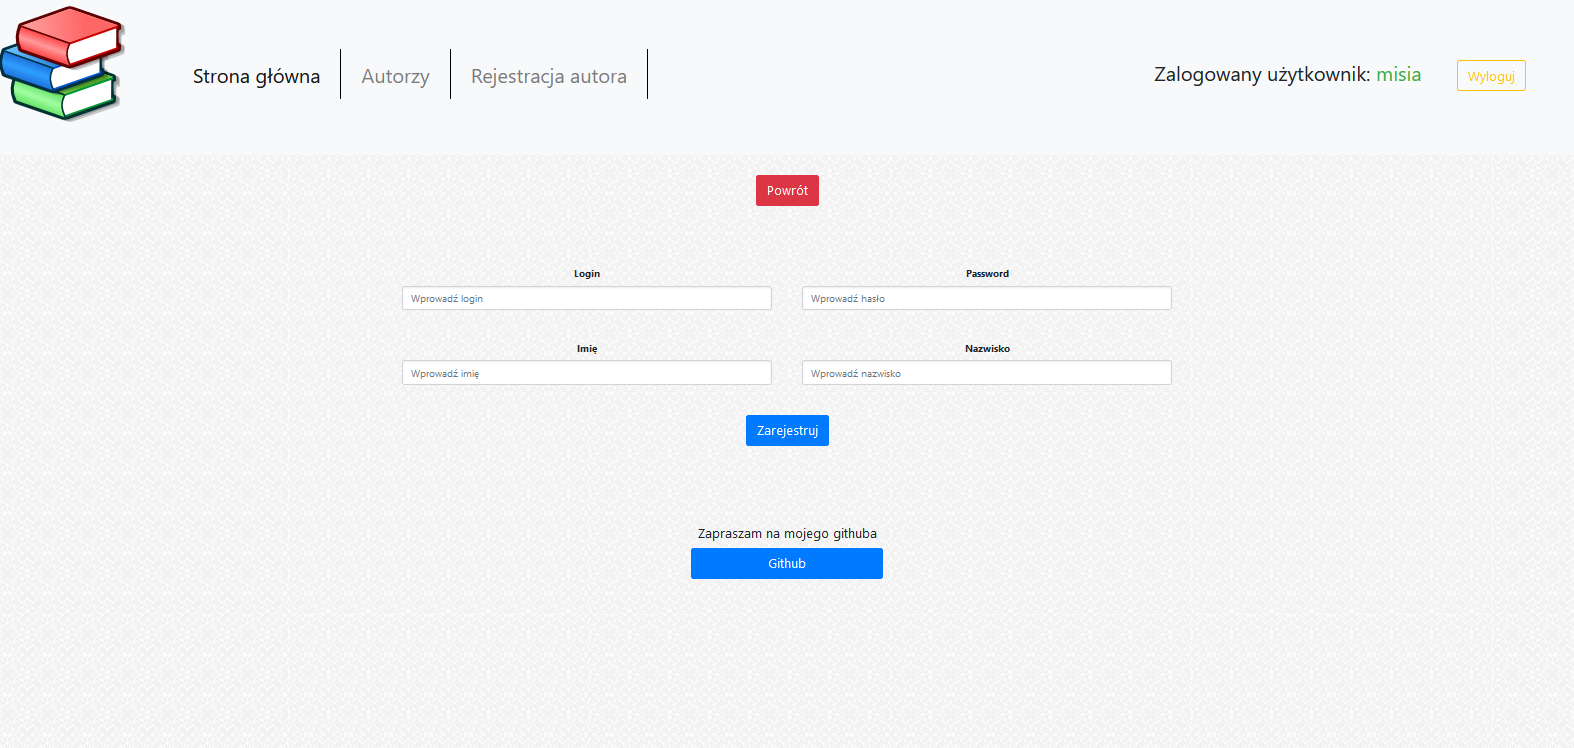 Strona główna
Autorzy
Rejestracja autora
Zalogowany użytkownik: misia
Wyloguj
Powrót
Login
Password
Wprowadź login
Wprowadź hasło
Imię
Nazwisko
Wprowadź imię
Wprowadź nazwisko
Zarejestruj
Zapraszam na mojego githuba
Github